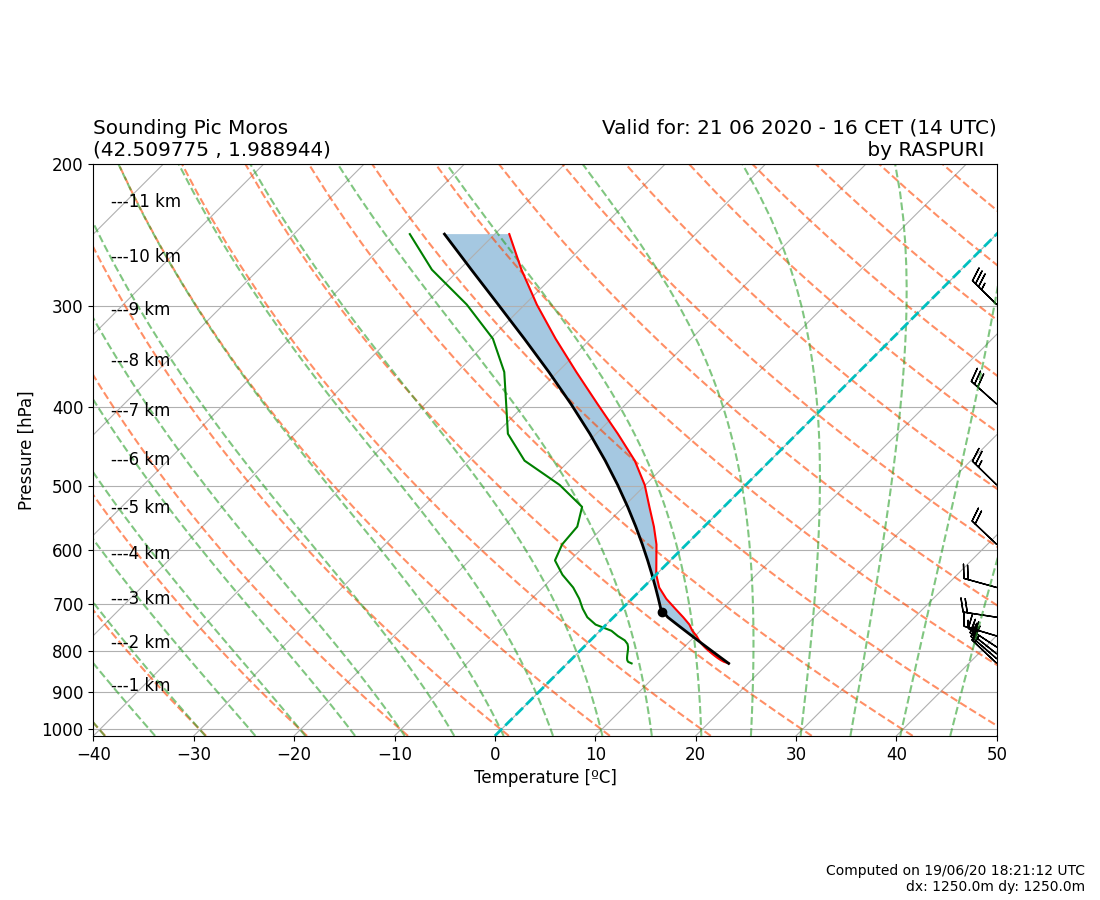 Sounding Pic Moros
(42.509775 , 1.988944)
Valid for: 21 06 2020 - 16 CET (14 UTC)
by RASPURI
200
300
400
500
600
700
800
900
1000
Pressure [hPa]
---11 km
---10 km
---9 km
---8 km
---7 km
---6 km
---5 km
---4 km
---3 km
---2 km
---1 km
−40 −30 −20 −10 0 10 20 30 40 50
Temperature [ºC]
Computed on 19/06/20 18:21:12 UTC
dx: 1250.0m dy: 1250.0m